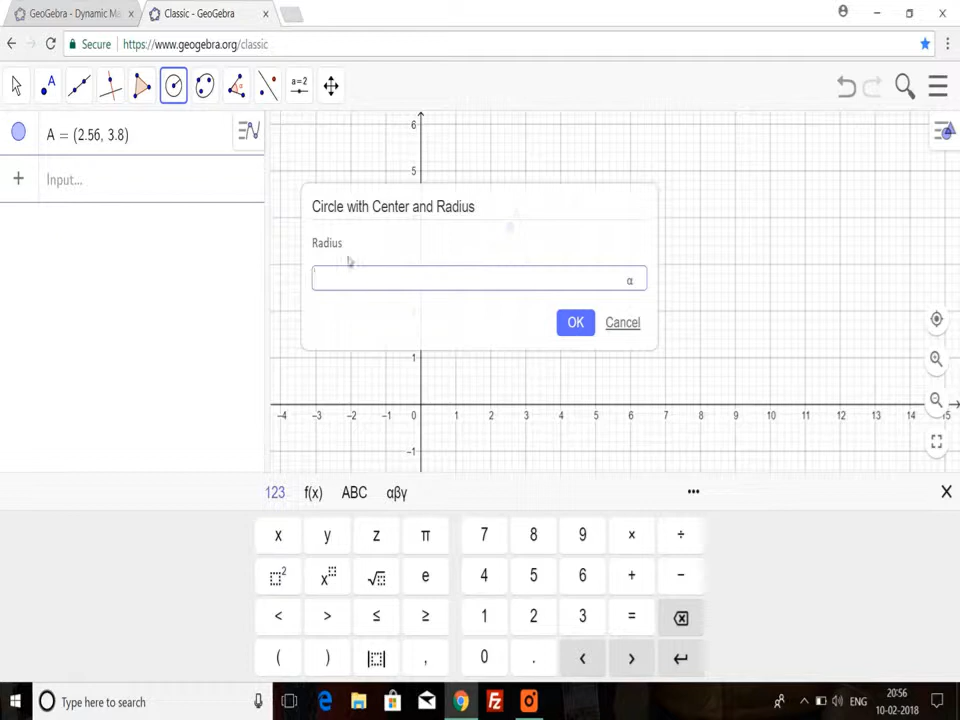 GeoGebra - Dynamic Ma
Classic - GeoGebra
Secure
https://www.geogebra.org/classic
A
a=2
A = (2.56, 3.8)
Input...
6
5
Circle with Center and Radius
Radius
α
OK
Cancel
1
−4 −3 −2 −1 0 1 2 3 4 5 6 7 8 9 10 11 12 13 14 15
−1
123 f(x) ABC αβγ
x y z π 7 8 9 × ÷
e 4 5 6 + −
< > ≤ ≥ 1 2 3 =
( ) , 0 . < >
Type here to search
ENG
20:56
10-02-2018